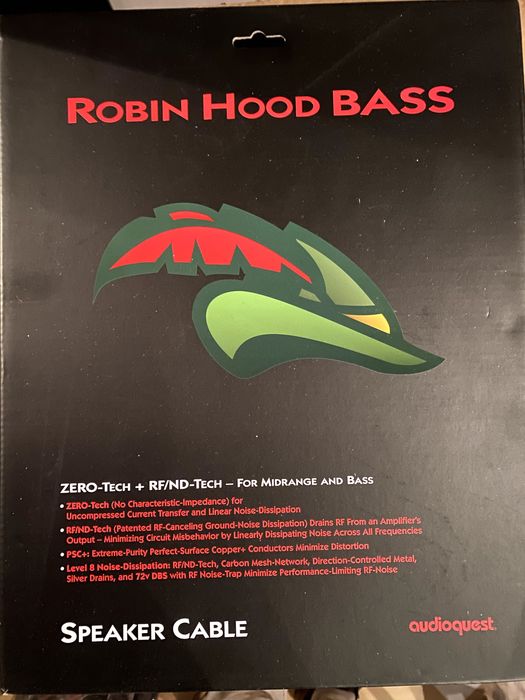 ROBIN HOOD BASS
ZERO-TECH + RF/ND-TECH – FOR MIDRANGE AND BASS
• ZERO-Tech (No Characteristic-Impedance) for
Uncompressed Current Transfer and Linear Noise-Dissipation
• RF/ND-Tech (Patented RF-Canceling Ground-Noise Dissipation) Drains RF From an Amplifier's
Output – Minimizing Circuit Misbehavior by Linearly Dissipating Noise Across All Frequencies
• PSC+: Extreme-Purity Perfect-Surface Copper+ Conductors Minimize Distortion
• Level 8 Noise-Dissipation: RF/ND-Tech, Carbon Mesh-Network, Direction-Controlled Metal,
Silver Drains, and 72v DBS with RF Noise-Trap Minimize Performance-Limiting RF-Noise
SPEAKER CABLE
audioquest.